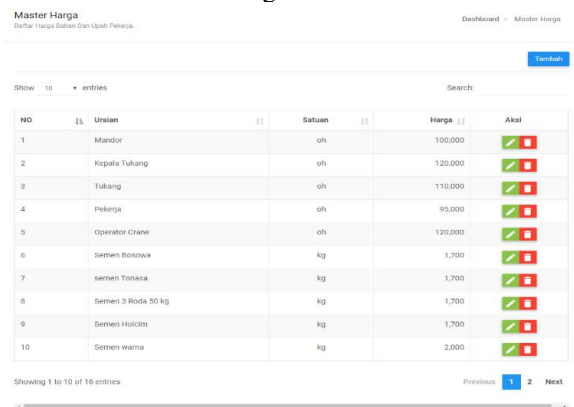 Master Harga
Daftar Harga Bahan Dan Upah Pekerja.
Dashboard > Master Harga
Tambah
Show 10 entries
Search:
NO Uraian Satuan Harga Aksi
1 Mandor oh 100,000
2 Kepala Tukang oh 120,000
3 Tukang oh 110,000
4 Pekerja oh 95,000
5 Operator Crane oh 120,000
6 Semen Bosowa kg 1,700
7 semen Tonasa kg 1,700
8 Semen 3 Roda 50 kg kg 1,700
9 Semen Holcim kg 1,700
10 Semen warna kg 2,000
Showing 1 to 10 of 16 entries
Previous 1 2 Next